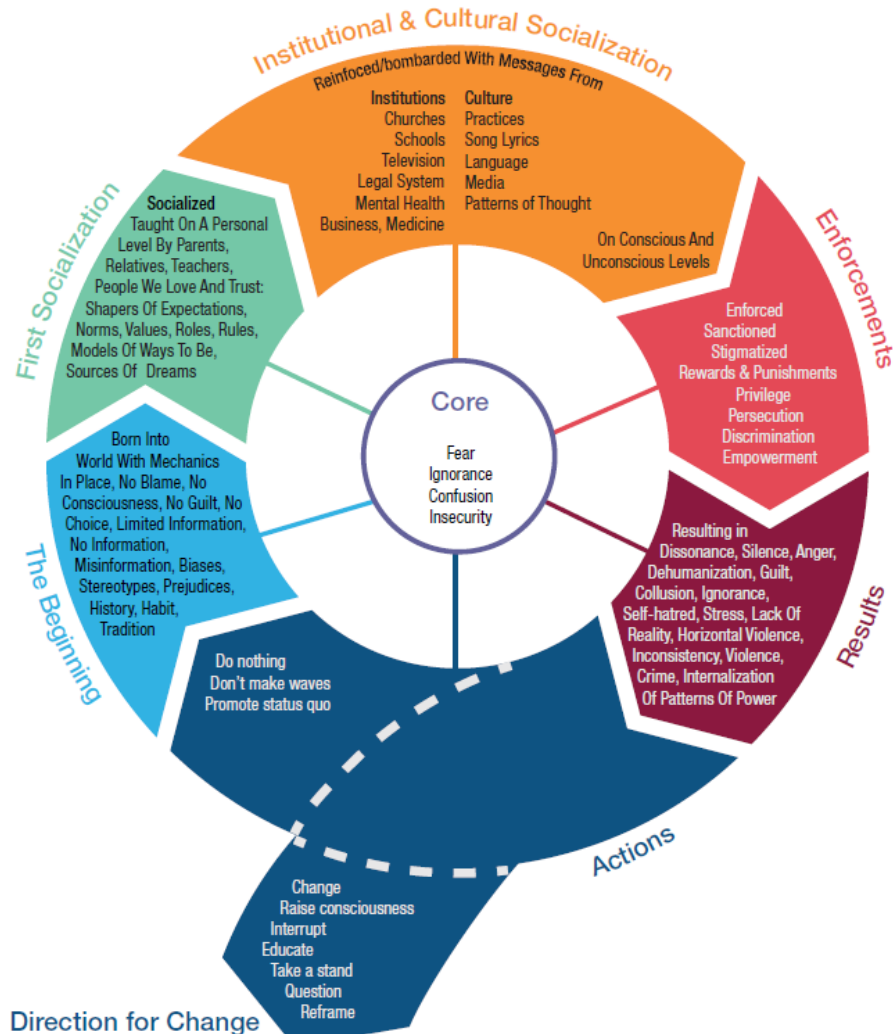 Institutional & Cultural Socialization
Reinfoced/bombarded With Messages From
Institutions
Churches
Schools
Television
Legal System
Mental Health
Business, Medicine
Culture
Practices
Song Lyrics
Language
Media
Patterns of Thought
On Conscious And
Unconscious Levels
First Socialization
Socialized
Taught On A Personal
Level By Parents,
Relatives, Teachers,
People We Love And Trust:
Shapers Of Expectations,
Norms, Values, Roles, Rules,
Models Of Ways To Be,
Sources Of Dreams
Enforcements
Enforced
Sanctioned
Stigmatized
Rewards & Punishments
Privilege
Persecution
Discrimination
Empowerment
Core
Fear
Ignorance
Confusion
Insecurity
The Beginning
Born Into
World With Mechanics
In Place, No Blame, No
Consciousness, No Guilt, No
Choice, Limited Information,
No Information,
Misinformation, Biases,
Stereotypes, Prejudices,
History, Habit,
Tradition
Results
Resulting in
Dissonance, Silence, Anger,
Dehumanization, Guilt,
Collusion, Ignorance,
Self-hatred, Stress, Lack Of
Reality, Horizontal Violence,
Inconsistency, Violence,
Crime, Internalization
Of Patterns Of Power
Do nothing
Don't make waves
Promote status quo
Actions
Change
Raise consciousness
Interrupt
Educate
Take a stand
Question
Reframe
Direction for Change